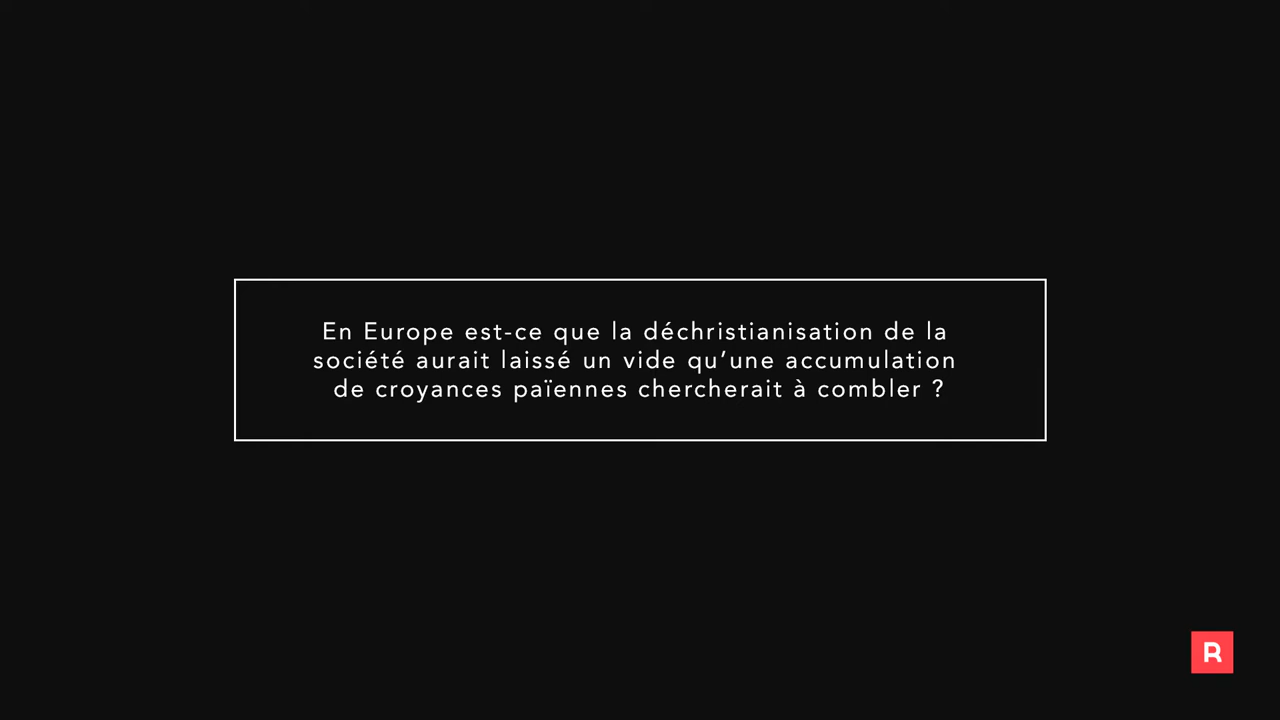 En Europe est-ce que la déchristianisation de la
société aurait laissé un vide qu’une accumulation
de croyances païennes chercherait à combler ?
R